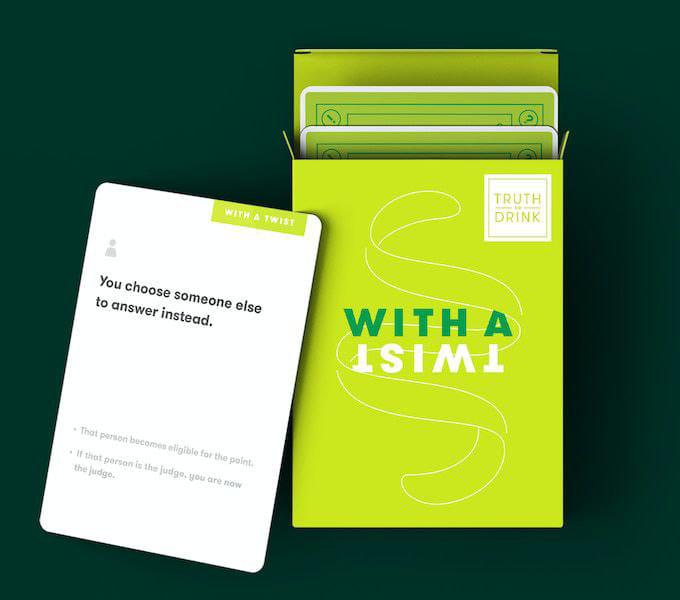 WITH A TWIST
You choose someone else
to answer instead.
• That person becomes eligible for the point.
• If that person is the judge, you are now
the judge.
TRUTH
OR
DRINK
WITH A
TWIST